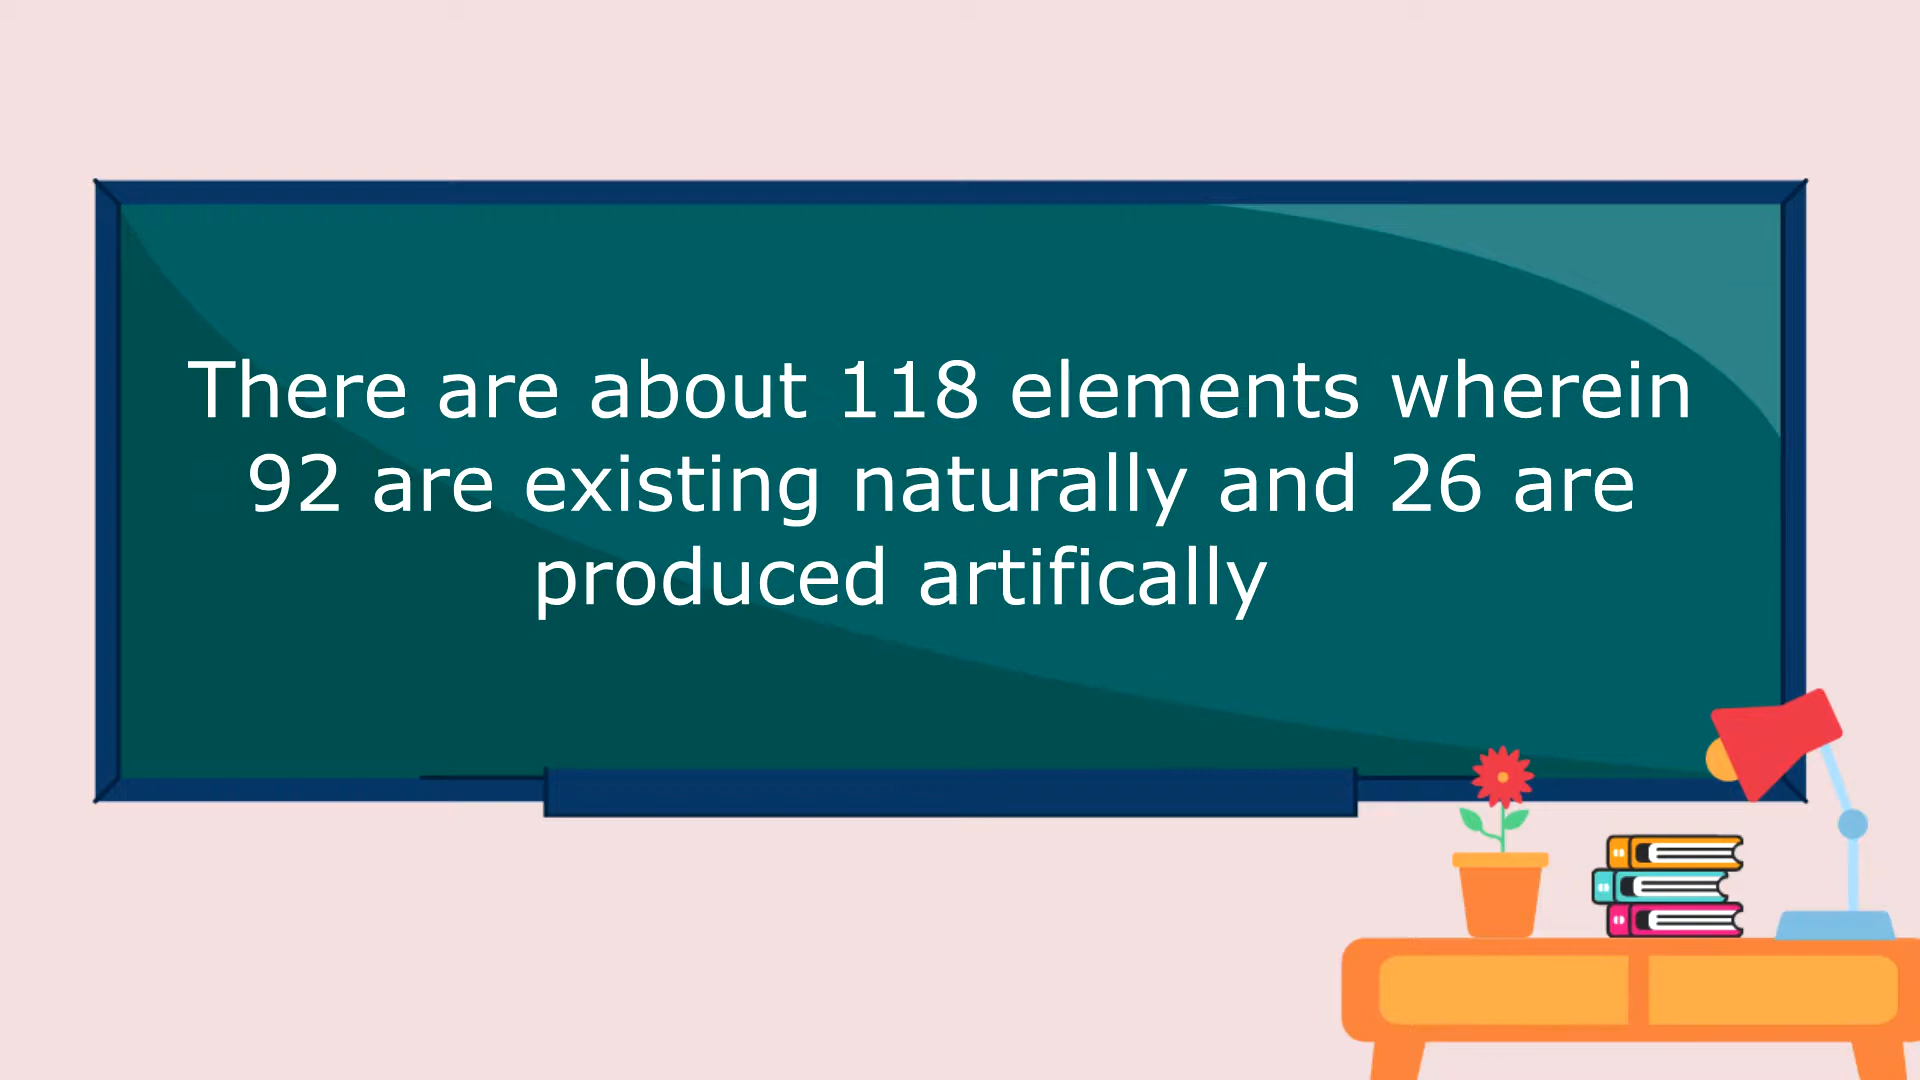 There are about 118 elements wherein
92 are existing naturally and 26 are
produced artifically